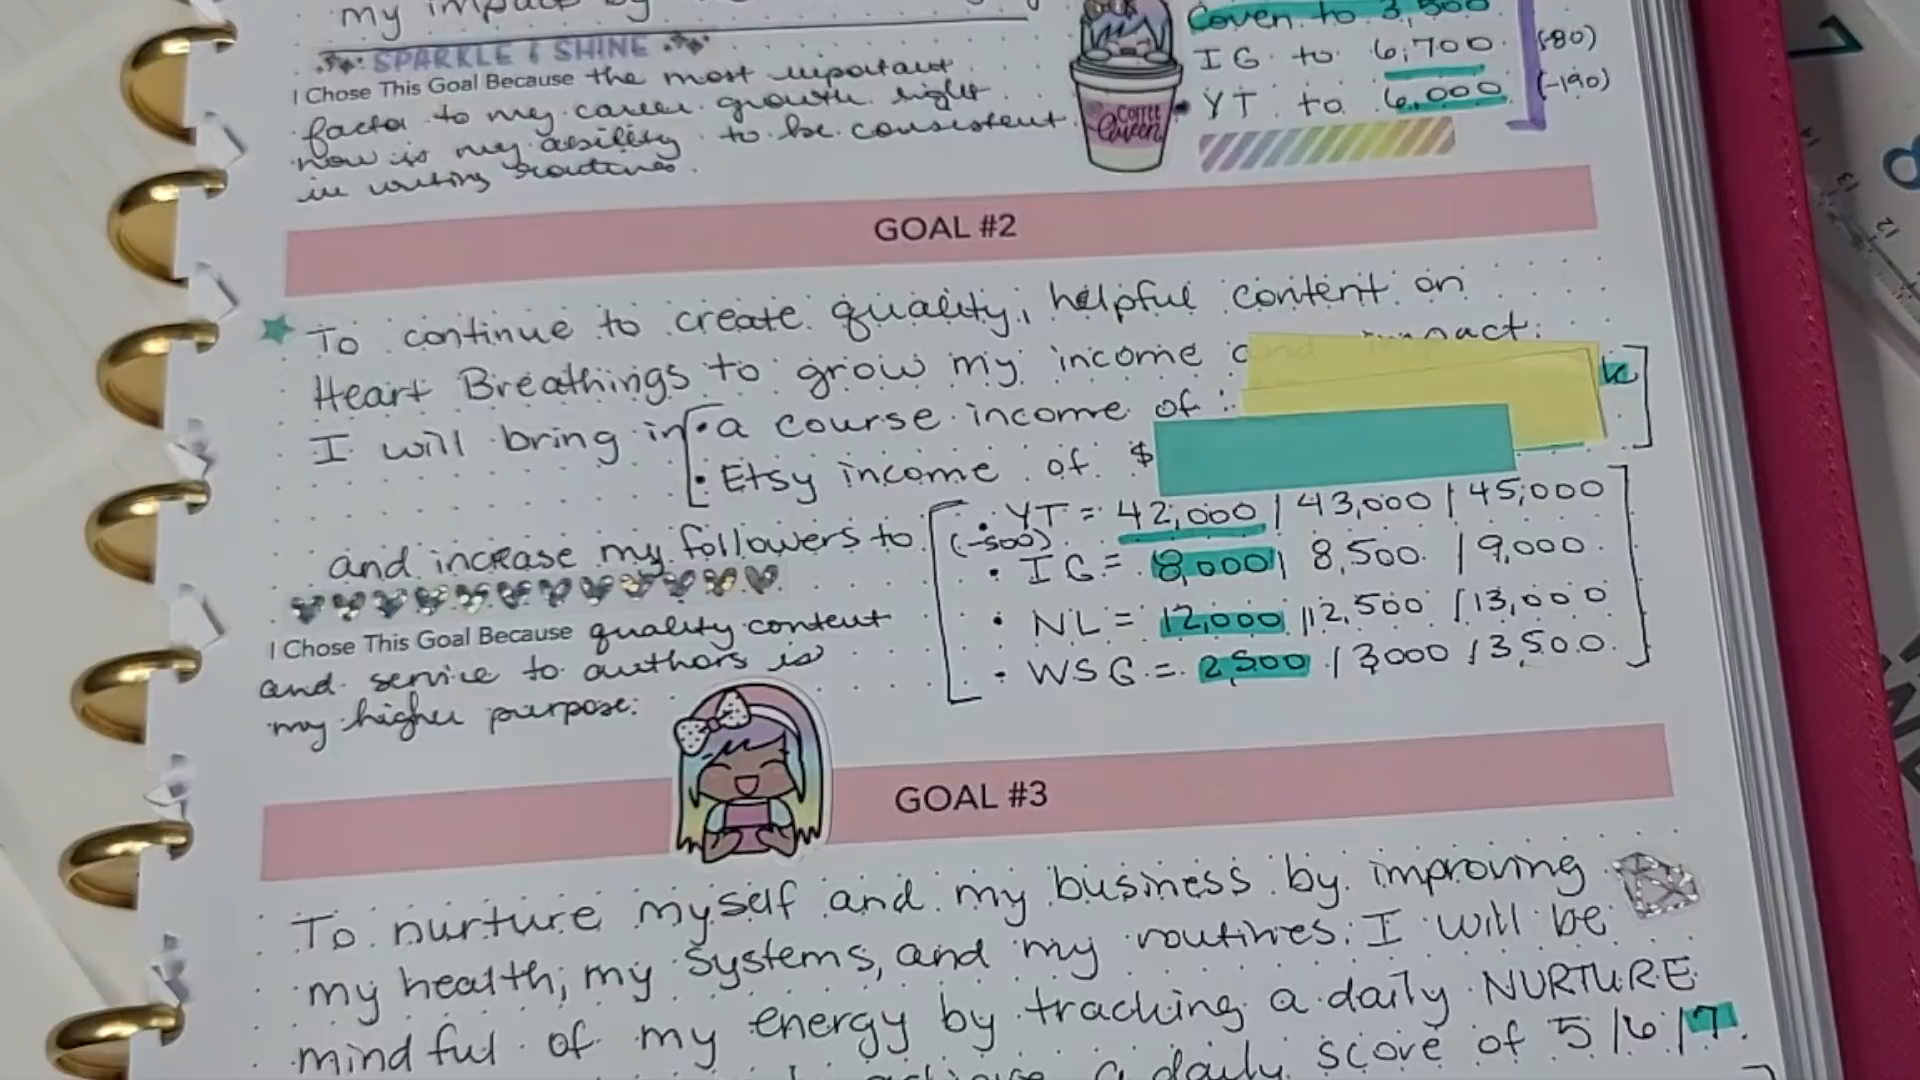 my impact by
Coven to 3,500
SPARKLE & SHINE
IG to 6,700 (-80)
YT to 6,000 (-190)
I Chose This Goal Because the most important
factor to my career growth right
now is my ability to be consistent
in writing routines.
COFFEE Queen
GOAL #2
To continue to create quality, helpful content on
Heart Breathings to grow my income and impact.
I will bring in • a course income of : k
• Etsy income of $
and increase my followers to
• YT = 42,000 / 43,000 / 45,000
(-500)
• IG = 8,000 / 8,500 / 9,000
• NL = 12,000 / 12,500 / 13,000
• WSG = 2,500 / 3000 / 3,500
I Chose This Goal Because quality content
and service to authors is
my higher purpose.
GOAL #3
To nurture myself and my business by improving
my health, my systems, and my routines. I will be
mindful of my energy by tracking a daily NURTURE
a daily score of 5/6/7